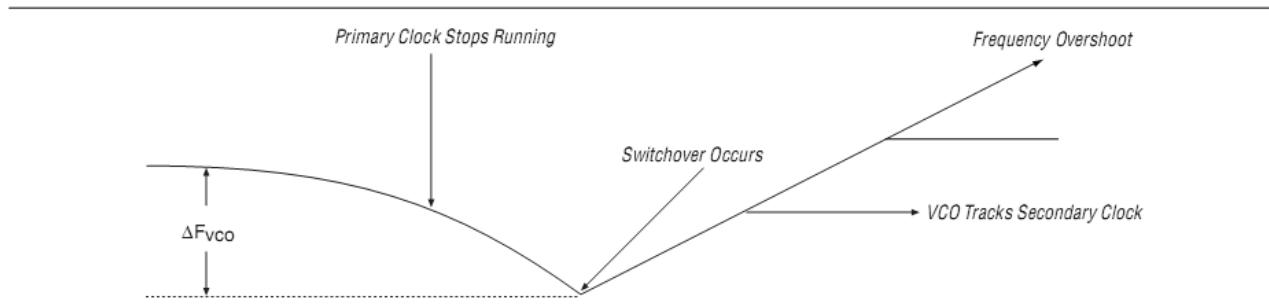 Primary Clock Stops Running
Frequency Overshoot
Switchover Occurs
VCO Tracks Secondary Clock
ΔFVCO